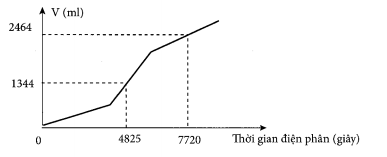 V (ml)
2464
1344
0
4825
7720
Thời gian điện phân (giây)